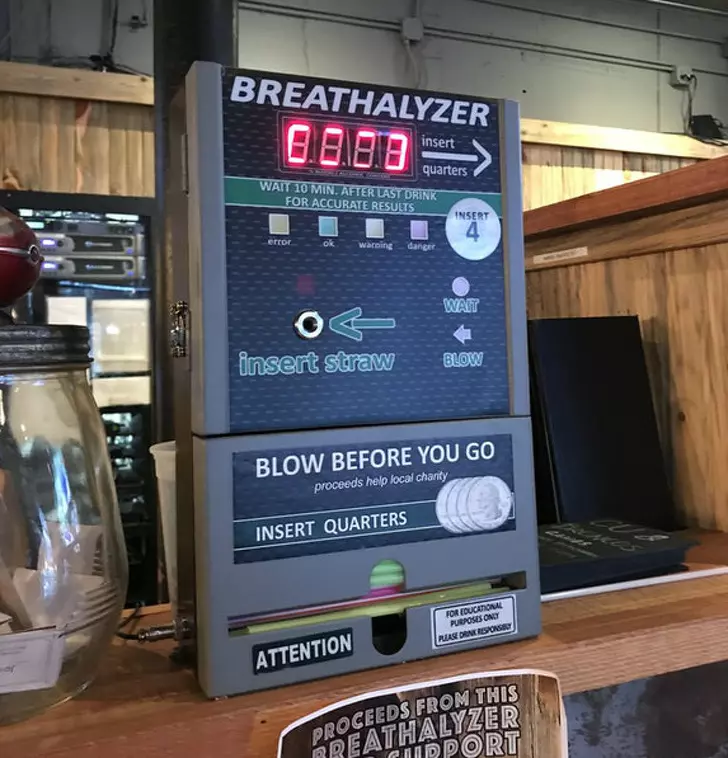 BREATHALYZER
insert
quarters
WAIT 10 MIN. AFTER LAST DRINK
FOR ACCURATE RESULTS
INSERT
4
error ok warning danger
WAIT
insert straw
BLOW
BLOW BEFORE YOU GO
proceeds help local charity
INSERT QUARTERS
FOR EDUCATIONAL
PURPOSES ONLY
PLEASE DRINK RESPONSIBLY
ATTENTION
PROCEEDS FROM THIS
BREATHALYZER
SUPPORT